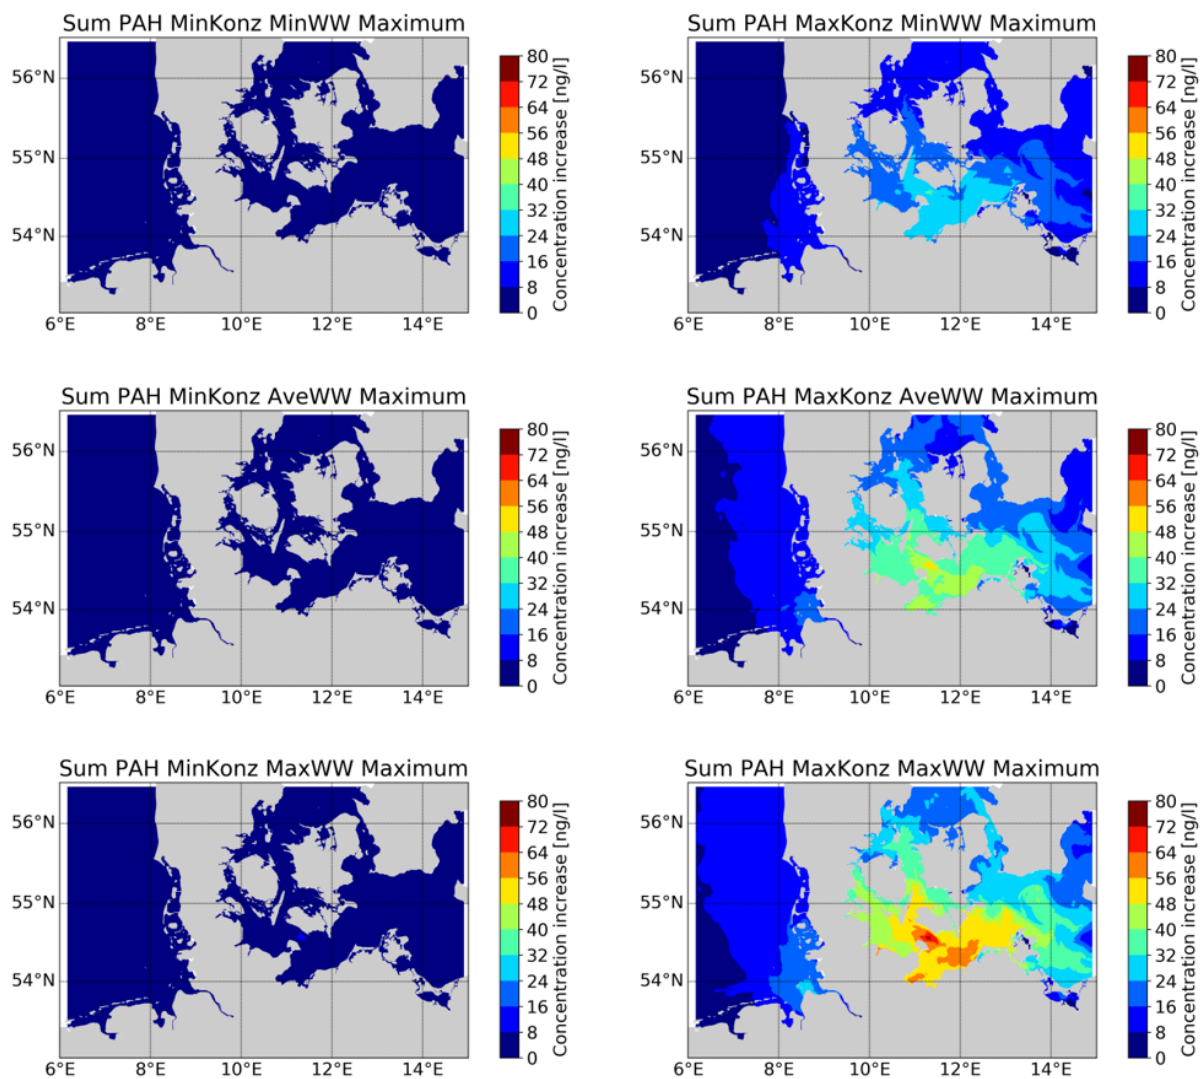 Sum PAH MinKonz MinWW Maximum
56°N
55°N
54°N
6°E 8°E 10°E 12°E 14°E
80
72
64
56
48
40
32
24
16
8
0
Concentration increase [ng/l]
Sum PAH MaxKonz MinWW Maximum
56°N
55°N
54°N
6°E 8°E 10°E 12°E 14°E
80
72
64
56
48
40
32
24
16
8
0
Concentration increase [ng/l]
Sum PAH MinKonz AveWW Maximum
56°N
55°N
54°N
6°E 8°E 10°E 12°E 14°E
80
72
64
56
48
40
32
24
16
8
0
Concentration increase [ng/l]
Sum PAH MaxKonz AveWW Maximum
56°N
55°N
54°N
6°E 8°E 10°E 12°E 14°E
80
72
64
56
48
40
32
24
16
8
0
Concentration increase [ng/l]
Sum PAH MinKonz MaxWW Maximum
56°N
55°N
54°N
6°E 8°E 10°E 12°E 14°E
80
72
64
56
48
40
32
24
16
8
0
Concentration increase [ng/l]
Sum PAH MaxKonz MaxWW Maximum
56°N
55°N
54°N
6°E 8°E 10°E 12°E 14°E
80
72
64
56
48
40
32
24
16
8
0
Concentration increase [ng/l]